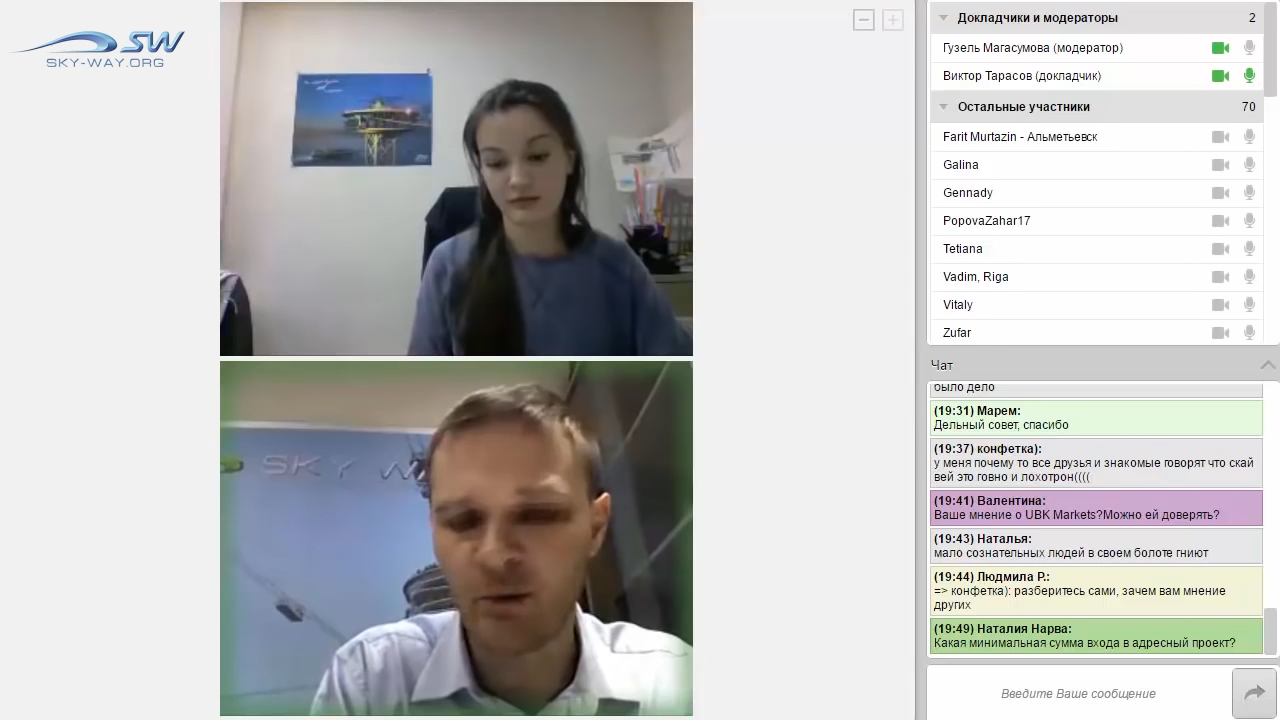 SW
SKY-WAY.ORG
SKY W
Докладчики и модераторы 2
Гузель Магасумова (модератор)
Виктор Тарасов (докладчик)
Остальные участники 70
Farit Murtazin - Альметьевск
Galina
Gennady
PopovaZahar17
Tetiana
Vadim, Riga
Vitaly
Zufar
Чат
было дело
(19:31) Марем:
Дельный совет, спасибо
(19:37) конфетка):
у меня почему то все друзья и знакомые говорят что скай
вей это говно и лохотрон((((
(19:41) Валентина:
Ваше мнение о UBK Markets?Можно ей доверять?
(19:43) Наталья:
мало сознательных людей в своем болоте гниют
(19:44) Людмила Р.:
=> конфетка): разберитесь сами, зачем вам мнение
других
(19:49) Наталия Нарва:
Какая минимальная сумма входа в адресный проект?
Введите Ваше сообщение